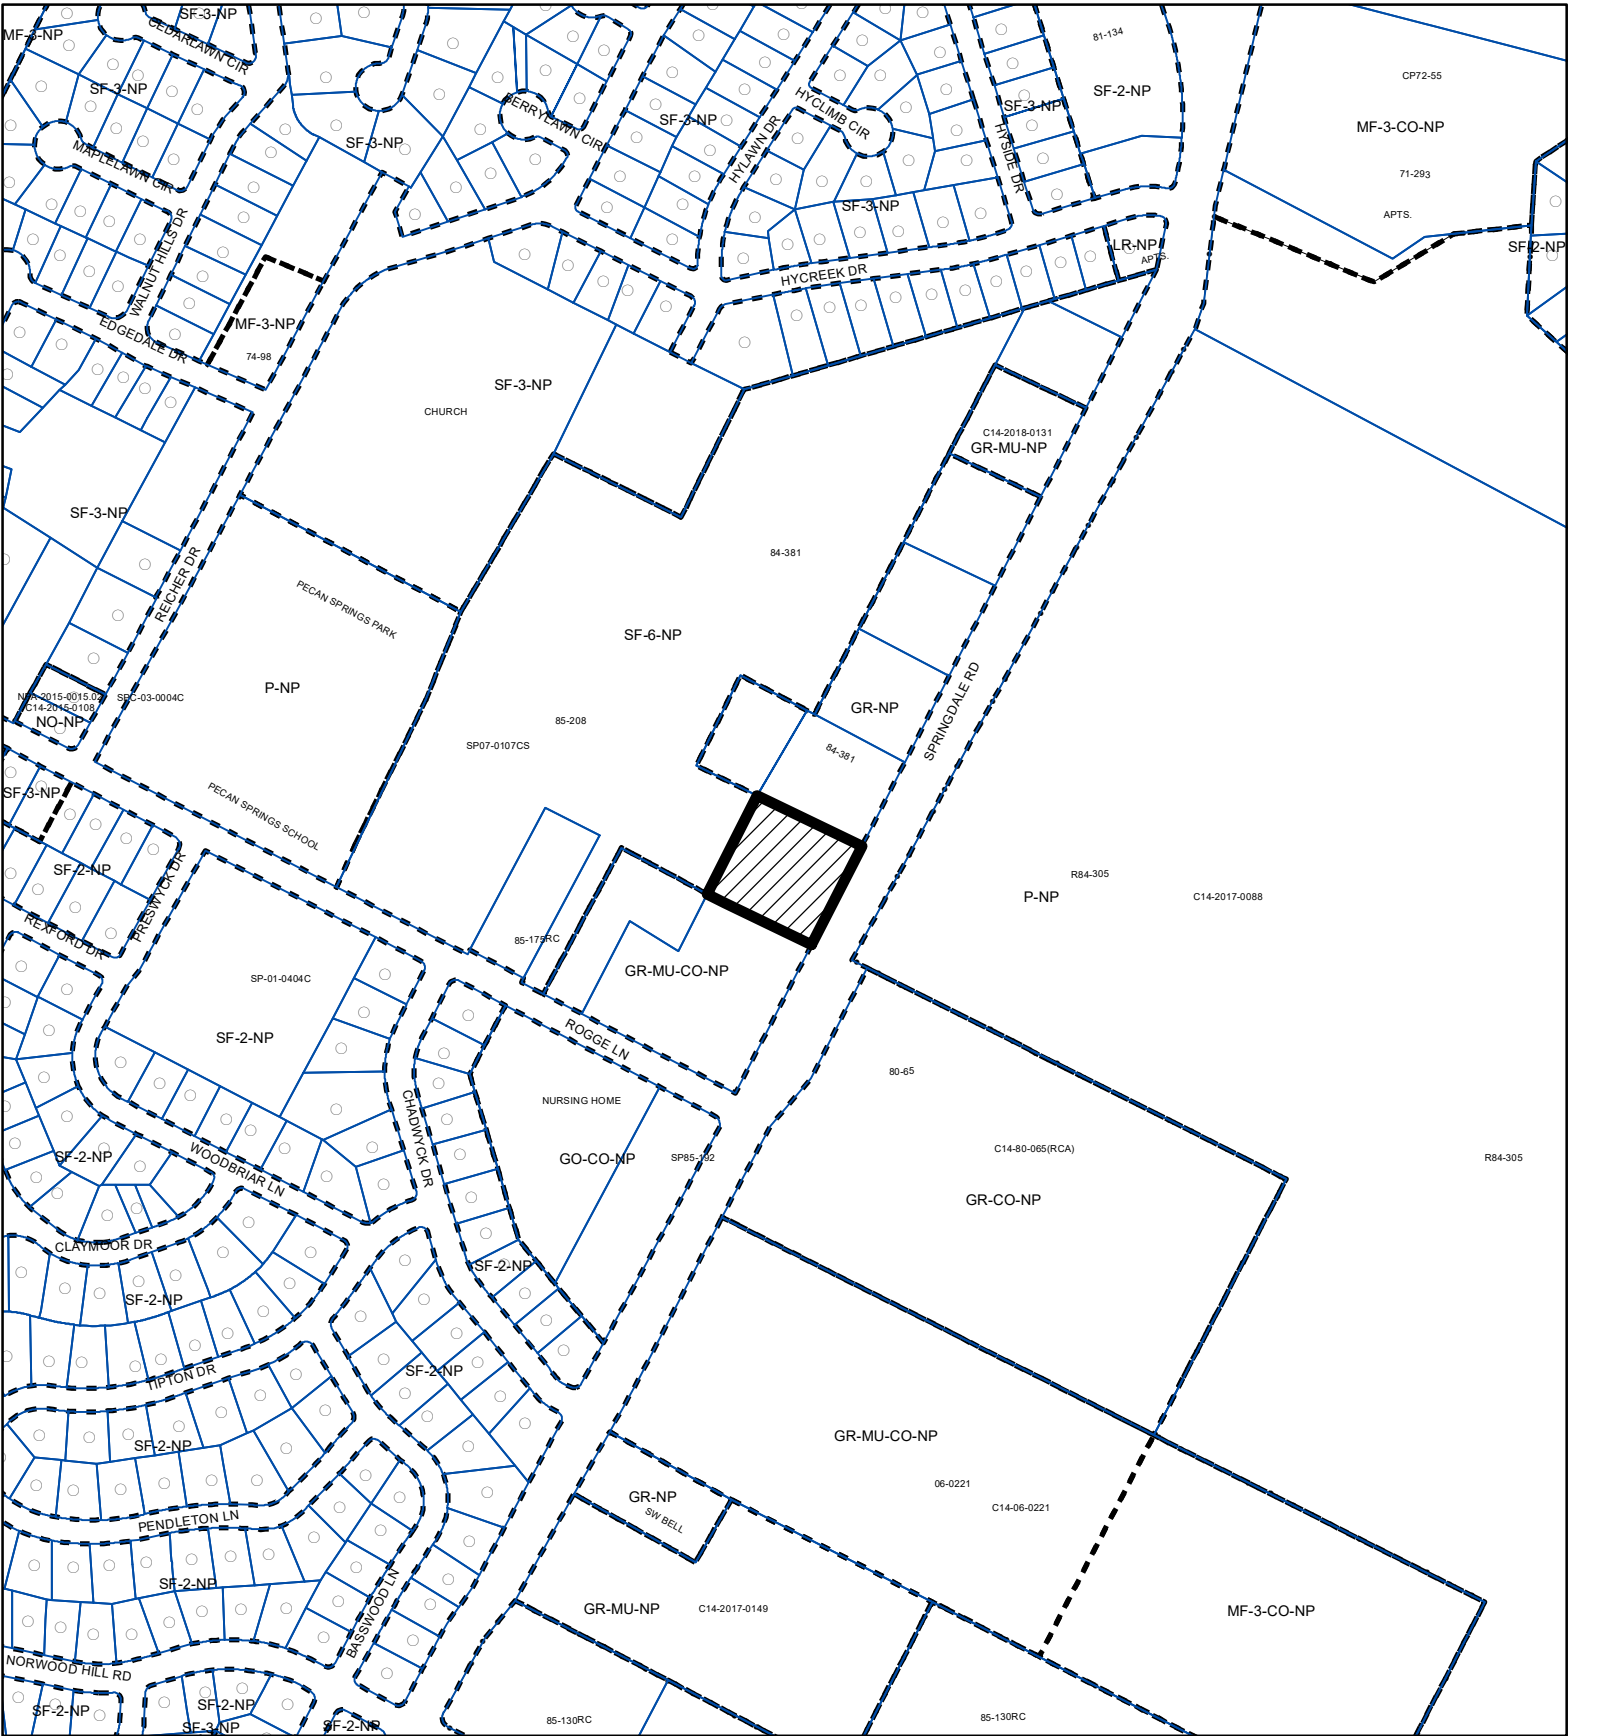 SF-3-NP
MF-3-NP
CEDARLAWN CIR
81-134
CP72-55
SF-3-NP
SF-2-NP
BERRYLAWN CIR
HYCLIMB CIR
SF-3-NP
SF-3-NP
MF-3-CO-NP
SF-3-NP
MAPLELAWN CIR
HYLAWN DR
HYSIDE DR
71-293
SF-3-NP
APTS.
WALNUT HILLS DR
LR-NP
APTS.
SF-2-NP
HYCREEK DR
EDGEDALE DR
MF-3-NP
74-98
SF-3-NP
CHURCH
C14-2018-0131
GR-MU-NP
SF-3-NP
84-381
REICHER DR
PECAN SPRINGS PARK
SF-6-NP
P-NP
NPA-2015-0015.02
C14-2015-0108
SPC-03-0004C
NO-NP
85-208
GR-NP
SPRINGDALE RD
SP07-0107CS
84-381
SF-3-NP
PECAN SPRINGS SCHOOL
SF-2-NP
PRESWYCK DR
R84-305
P-NP
C14-2017-0088
REXFORD DR
85-175RC
SP-01-0404C
GR-MU-CO-NP
SF-2-NP
ROGGE LN
80-65
NURSING HOME
CHADWYCK DR
C14-80-065(RCA)
SF-2-NP
WOODBRIAR LN
GO-CO-NP
SP85-192
R84-305
GR-CO-NP
CLAYMOOR DR
SF-2-NP
SF-2-NP
TIPTON DR
SF-2-NP
GR-MU-CO-NP
SF-2-NP
06-0221
GR-NP
SW BELL
C14-06-0221
PENDLETON LN
SF-2-NP
BASSWOOD LN
GR-MU-NP
C14-2017-0149
MF-3-CO-NP
NORWOOD HILL RD
SF-2-NP
SF-2-NP
SF-3-NP
SF-2-NP
85-130RC
85-130RC